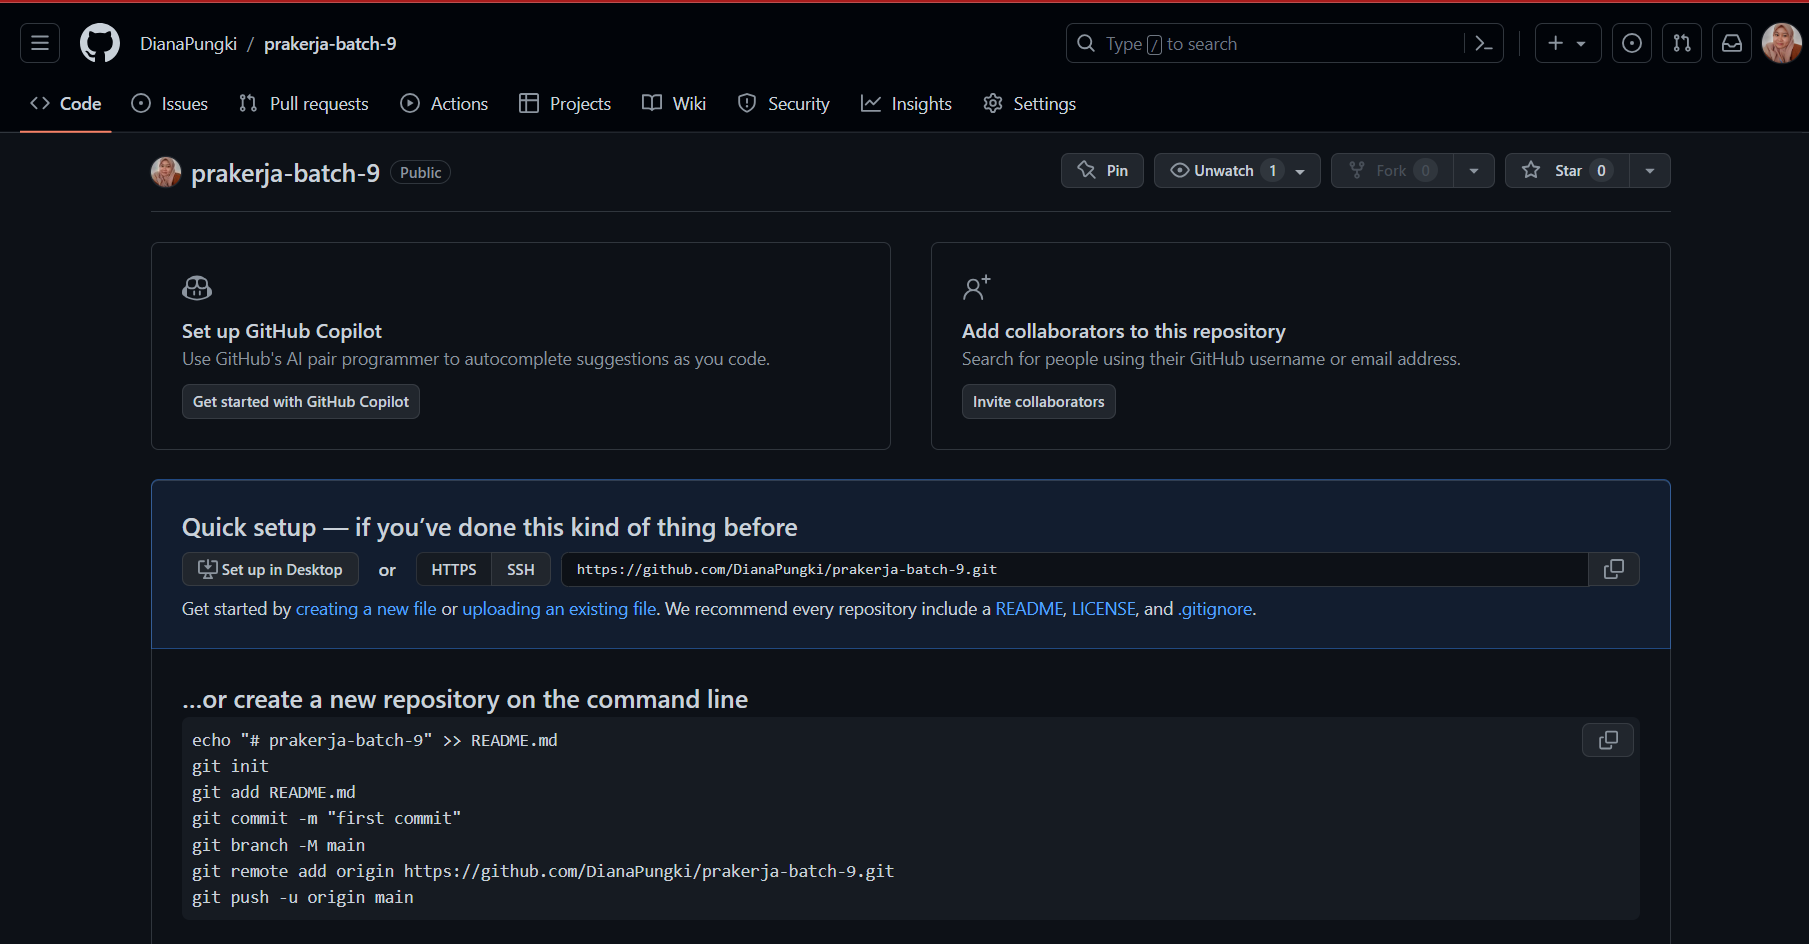 DianaPungki / prakerja-batch-9
Type / to search
Code Issues Pull requests Actions Projects Wiki Security Insights Settings
prakerja-batch-9 Public
Pin Unwatch 1 Fork 0 Star 0
Set up GitHub Copilot
Use GitHub's AI pair programmer to autocomplete suggestions as you code.
Get started with GitHub Copilot
Add collaborators to this repository
Search for people using their GitHub username or email address.
Invite collaborators
Quick setup — if you’ve done this kind of thing before
Set up in Desktop or HTTPS SSH https://github.com/DianaPungki/prakerja-batch-9.git
Get started by creating a new file or uploading an existing file. We recommend every repository include a README, LICENSE, and .gitignore.
…or create a new repository on the command line
echo "# prakerja-batch-9" >> README.md
git init
git add README.md
git commit -m "first commit"
git branch -M main
git remote add origin https://github.com/DianaPungki/prakerja-batch-9.git
git push -u origin main